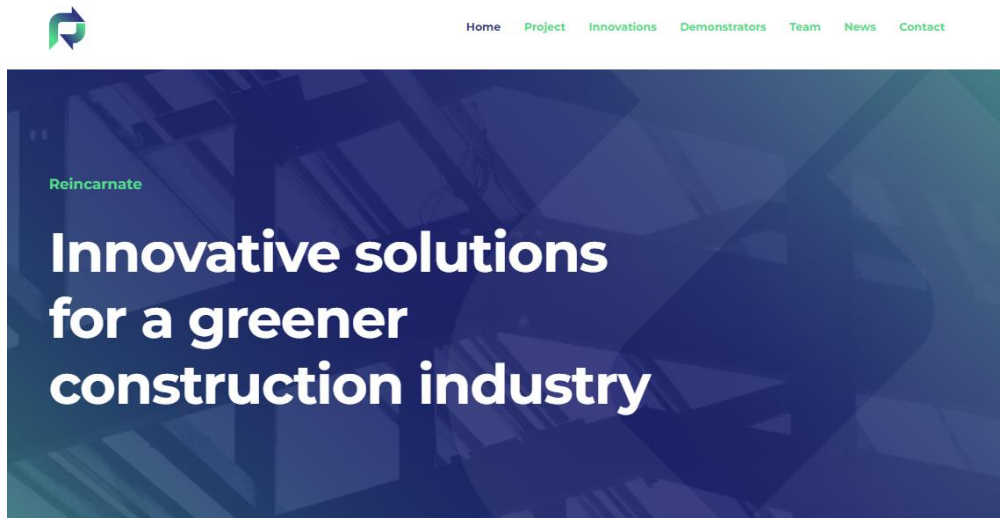 Home Project Innovations Demonstrators Team News Contact
Reincarnate
Innovative solutions
for a greener
construction industry